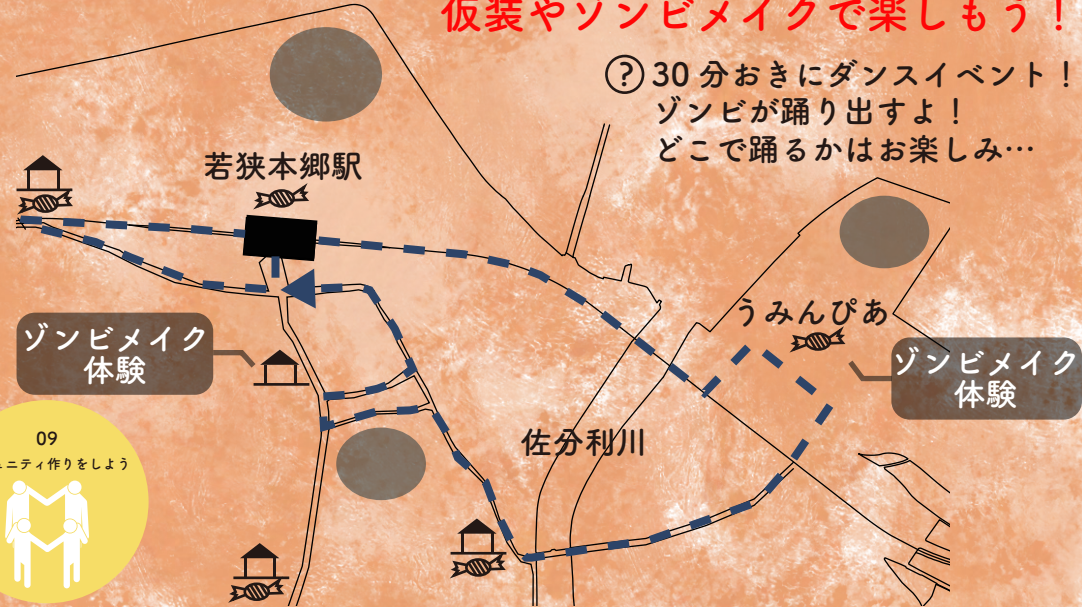 仮装やゾンビメイクで楽しもう！
? 30分おきにダンスイベント！
ゾンビが踊り出すよ！
どこで踊るかはお楽しみ…
若狭本郷駅
うみんぴあ
ゾンビメイク
体験
ゾンビメイク
体験
佐分利川
09
ニティ作りをしよう